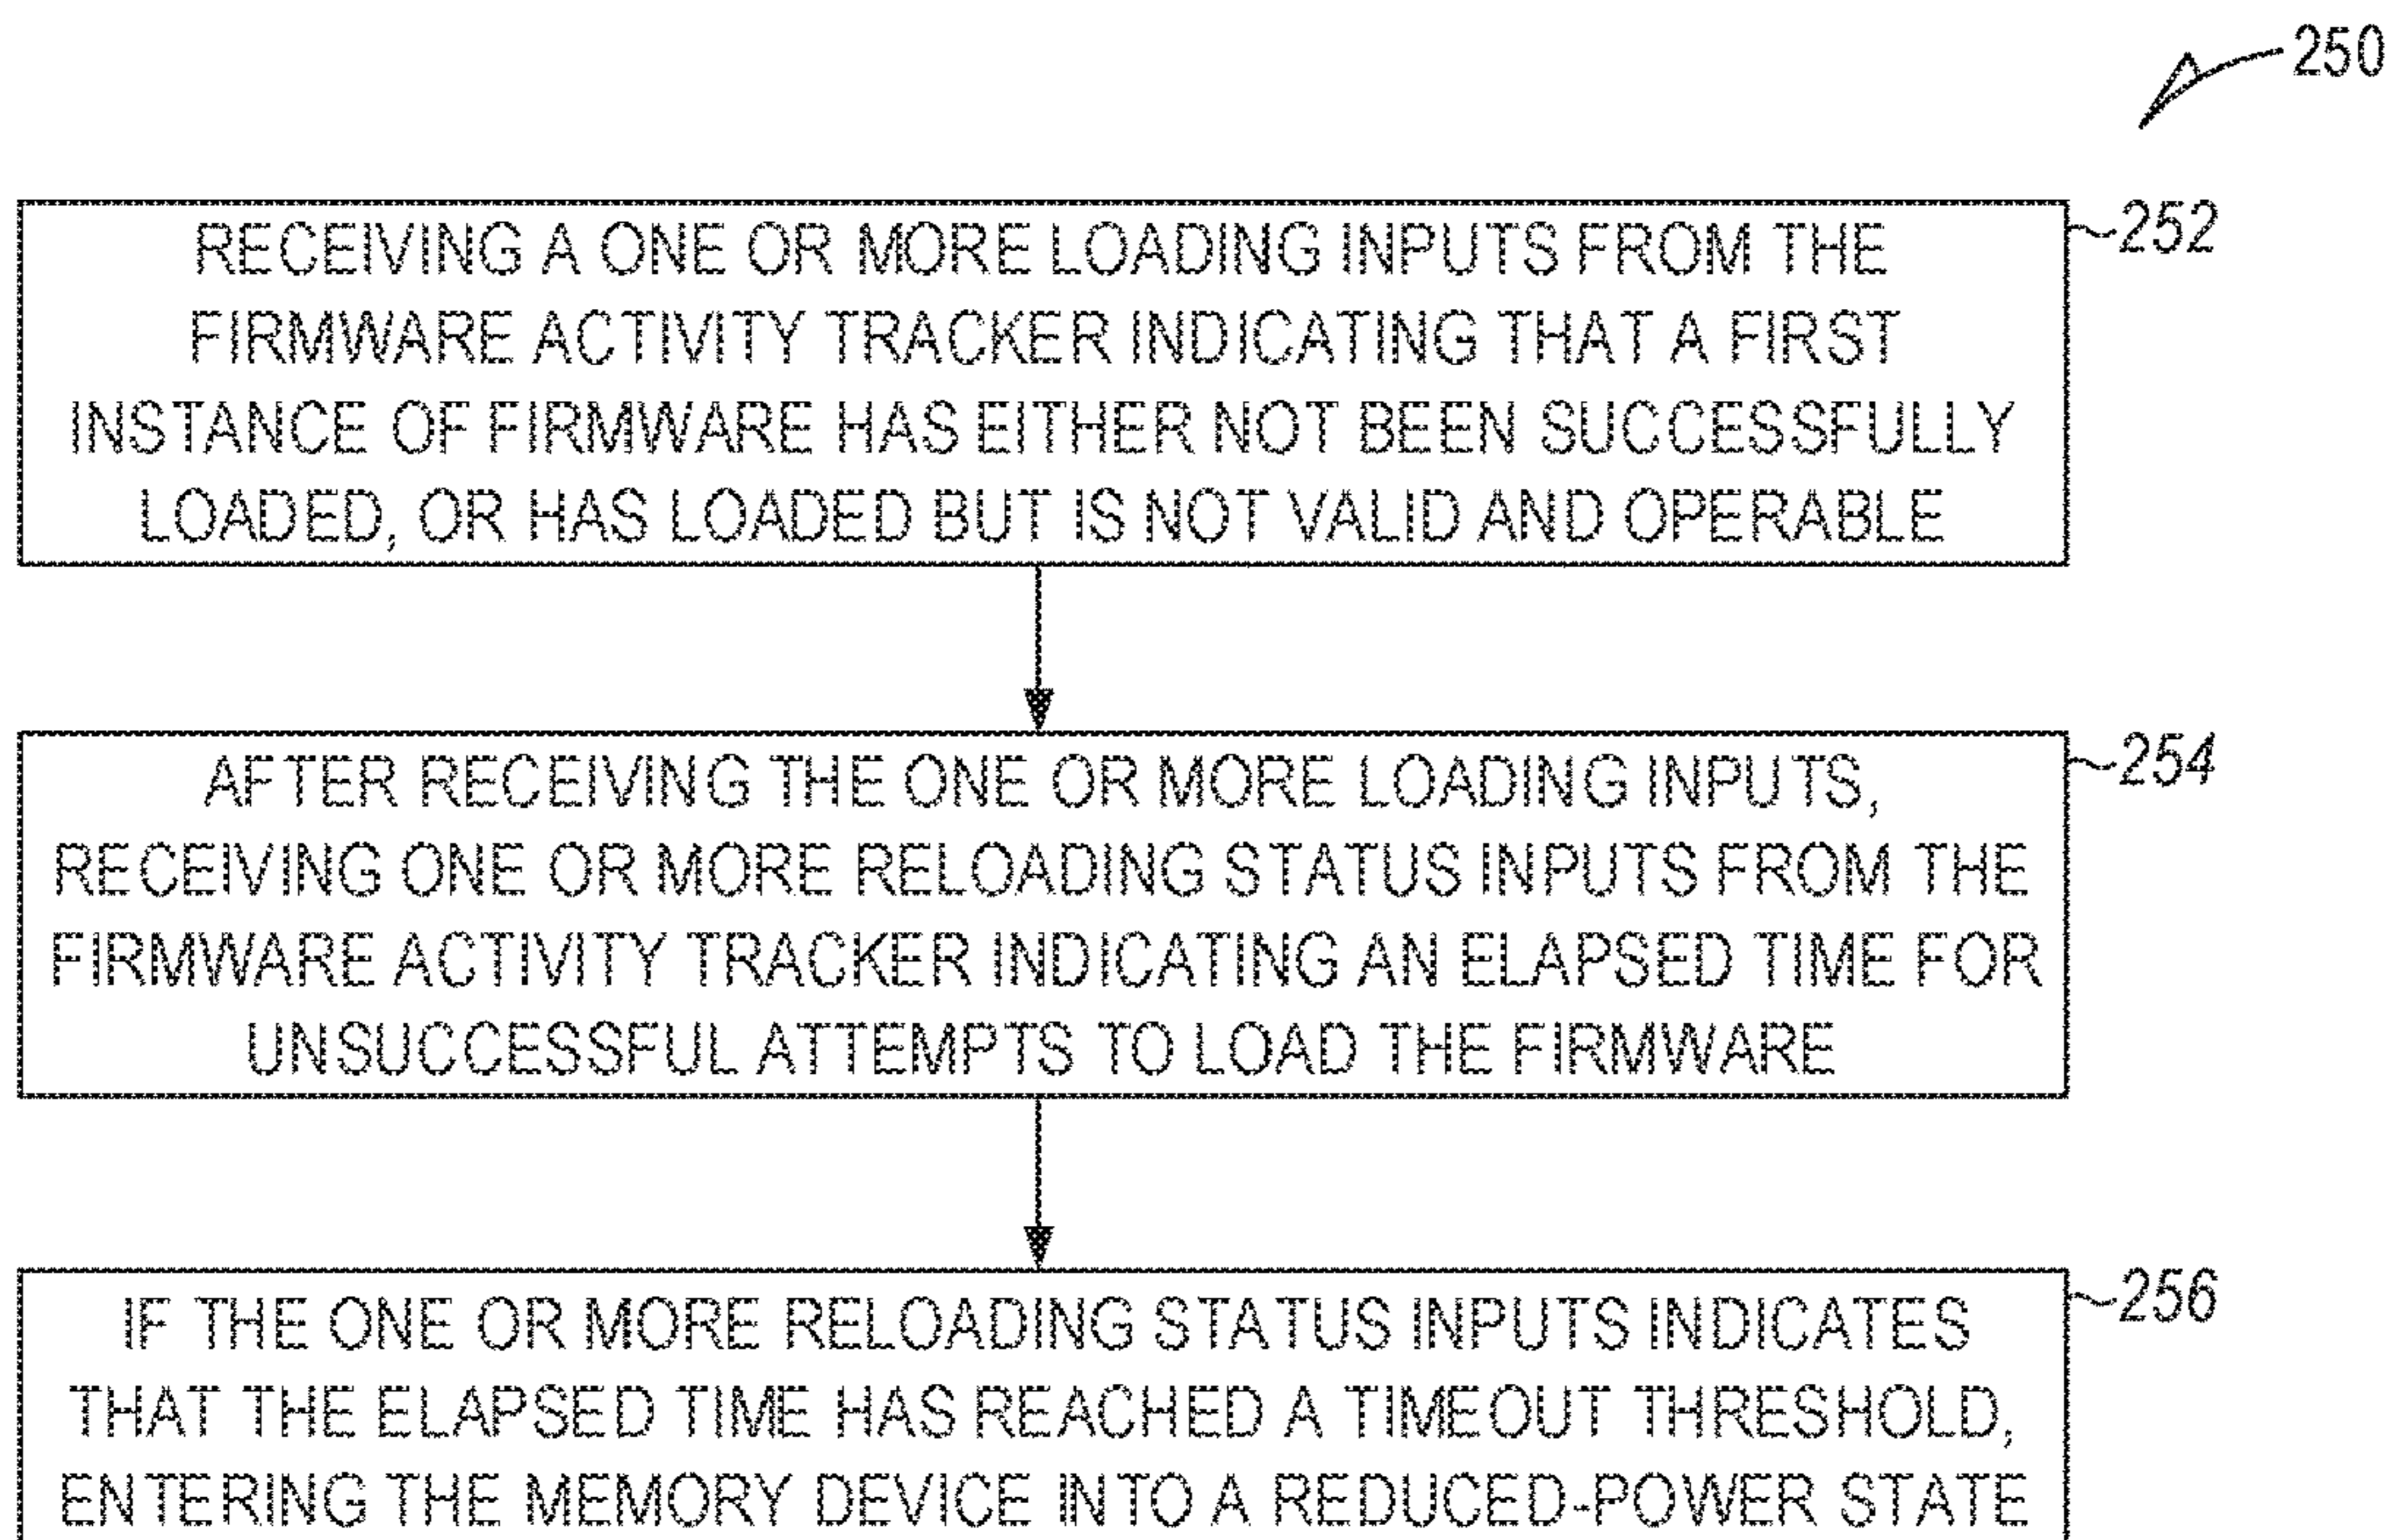 250
252
RECEIVING A ONE OR MORE LOADING INPUTS FROM THE
FIRMWARE ACTIVITY TRACKER INDICATING THAT A FIRST
INSTANCE OF FIRMWARE HAS EITHER NOT BEEN SUCCESSFULLY
LOADED, OR HAS LOADED BUT IS NOT VALID AND OPERABLE
254
AFTER RECEIVING THE ONE OR MORE LOADING INPUTS,
RECEIVING ONE OR MORE RELOADING STATUS INPUTS FROM THE
FIRMWARE ACTIVITY TRACKER INDICATING AN ELAPSED TIME FOR
UNSUCCESSFUL ATTEMPTS TO LOAD THE FIRMWARE
256
IF THE ONE OR MORE RELOADING STATUS INPUTS INDICATES
THAT THE ELAPSED TIME HAS REACHED A TIMEOUT THRESHOLD,
ENTERING THE MEMORY DEVICE INTO A REDUCED-POWER STATE